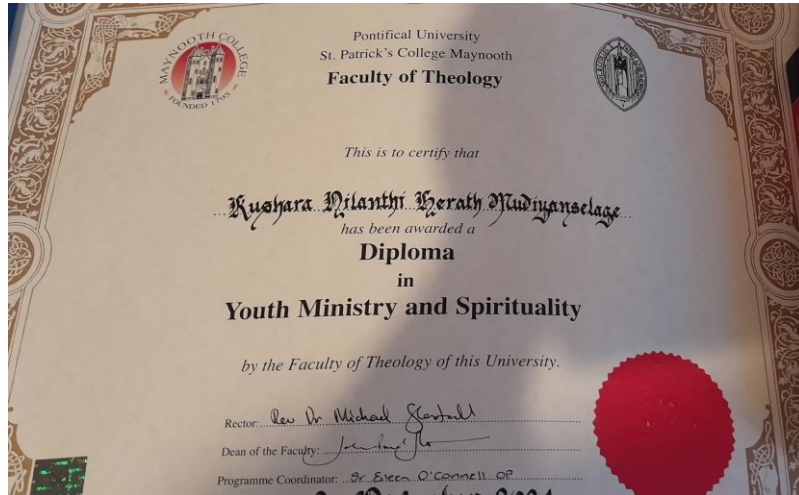 MAYNOOTH COLLEGE
FOUNDED 1795
Pontifical University
St. Patrick's College Maynooth
Faculty of Theology
This is to certify that
Kushara Nilanthi Herath Mudiyanselage
has been awarded a
Diploma
in
Youth Ministry and Spirituality
by the Faculty of Theology of this University.
Rector: Rev Dr Michael
Dean of the Faculty:
Programme Coordinator: Sr Eileen O'Connell OP